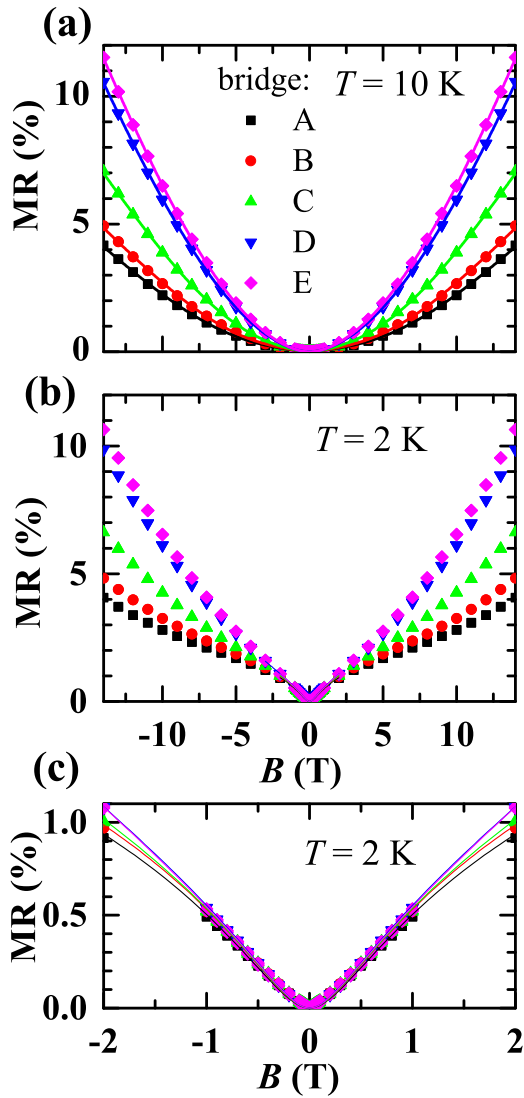 (a)
bridge: T = 10 K
A
B
C
D
E
MR (%)
10
5
0
(b)
T = 2 K
MR (%)
10
5
0
-10 -5 0 5 10
B (T)
(c)
T = 2 K
MR (%)
1.0
0.5
0.0
-2 -1 0 1 2
B (T)